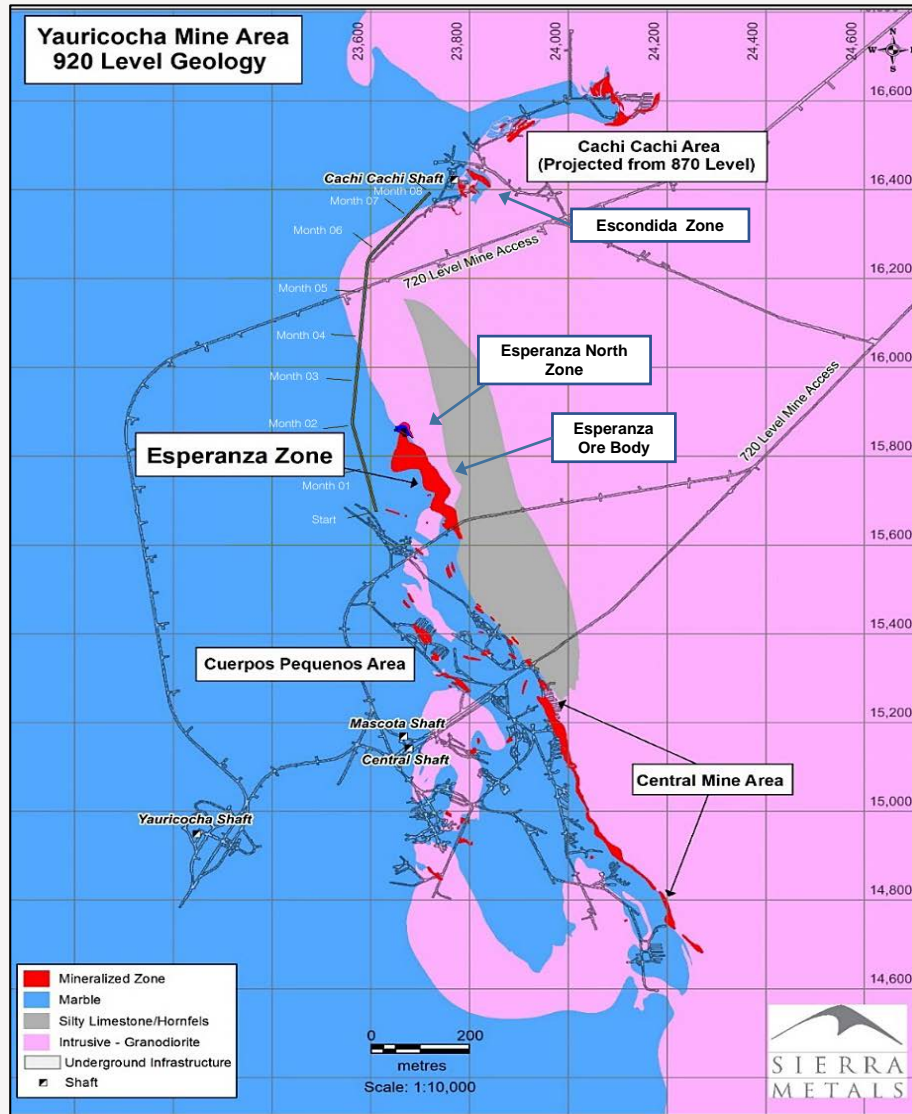 Yauricocha Mine Area
920 Level Geology
23,600
23,800
24,000
24,200
24,400
24,600
N
W
S
16,600
Cachi Cachi Area
(Projected from 870 Level)
Cachi Cachi Shaft
Month 08
Month 07
16,400
Escondida Zone
Month 06
720 Level Mine Access
16,200
Month 05
Month 04
16,000
Esperanza North
Zone
Month 03
720 Level Mine Access
Month 02
Esperanza
Ore Body
15,800
Esperanza Zone
Month 01
Start
15,600
15,400
Cuerpos Pequenos Area
15,200
Mascota Shaft
Central Shaft
Central Mine Area
15,000
Yauricocha Shaft
14,800
14,600
Mineralized Zone
Marble
Silty Limestone/Hornfels
Intrusive - Granodiorite
Underground Infrastructure
Shaft
0 200
metres
Scale: 1:10,000
SIERRA
METALS